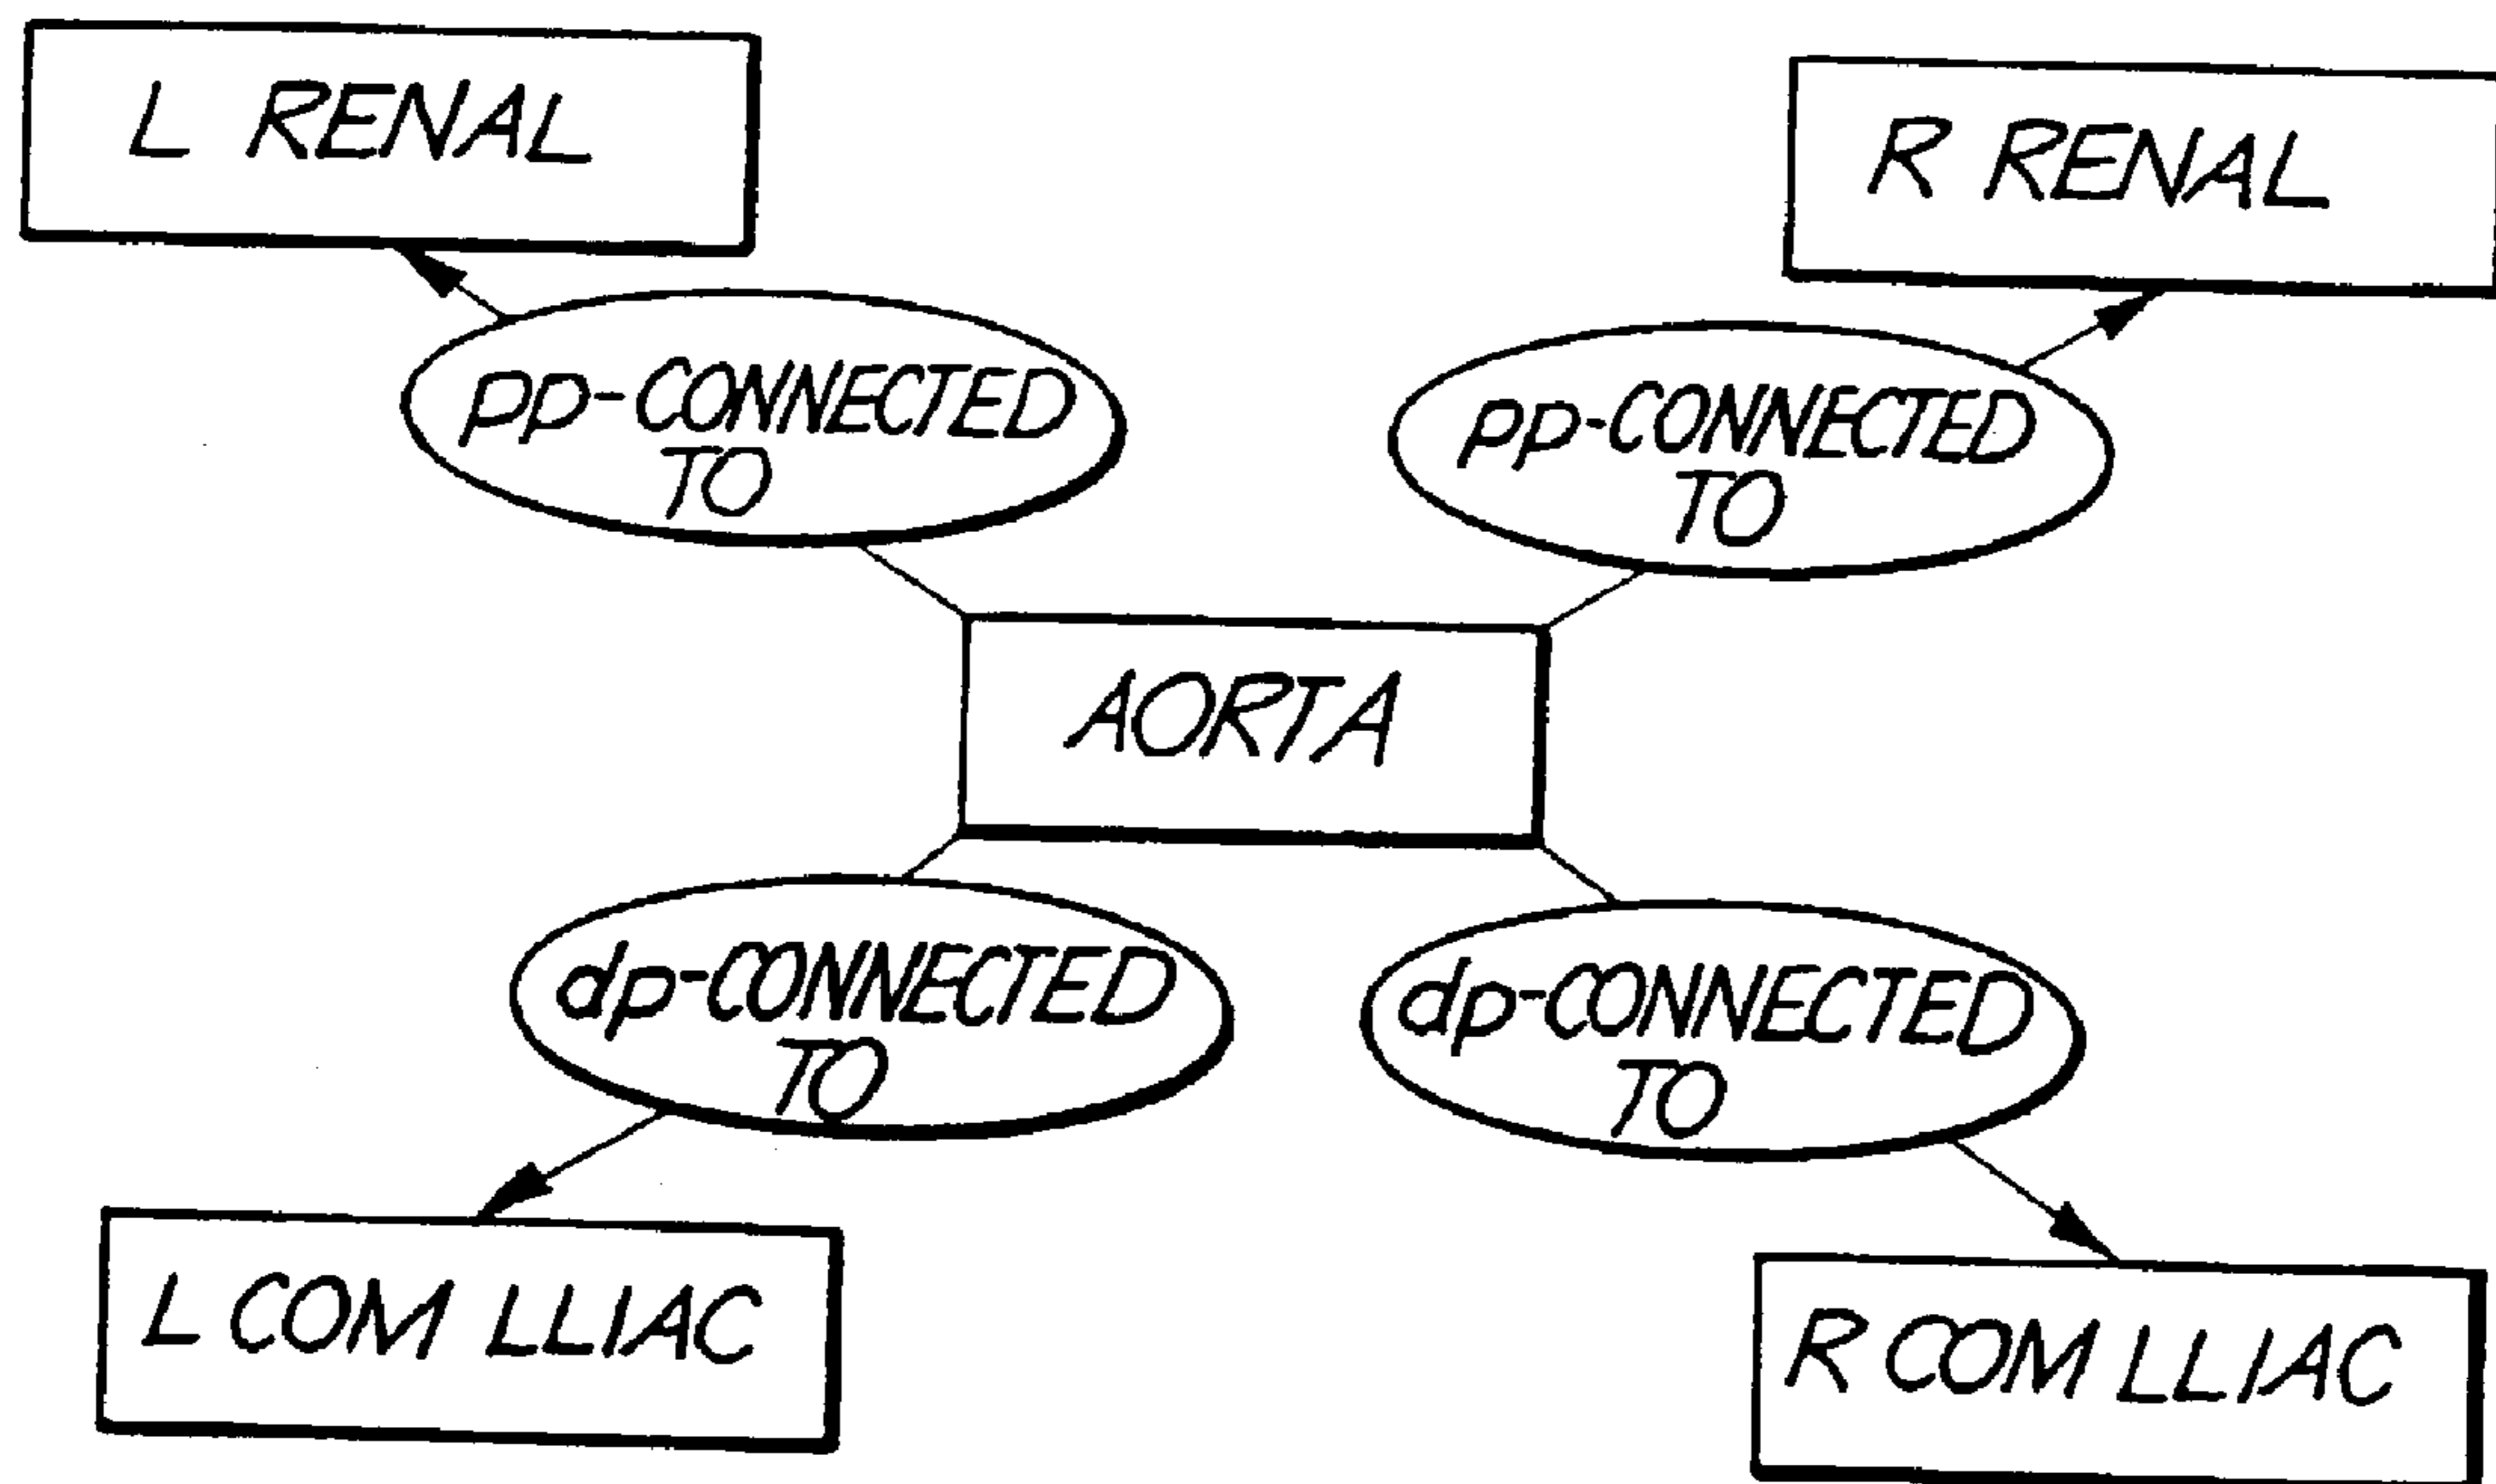 L RENAL
R RENAL
pp-CONNECTED
TO
pp-CONNECTED
TO
AORTA
dp-CONNECTED
TO
dp-CONNECTED
TO
L COM LLIAC
R COM LLIAC